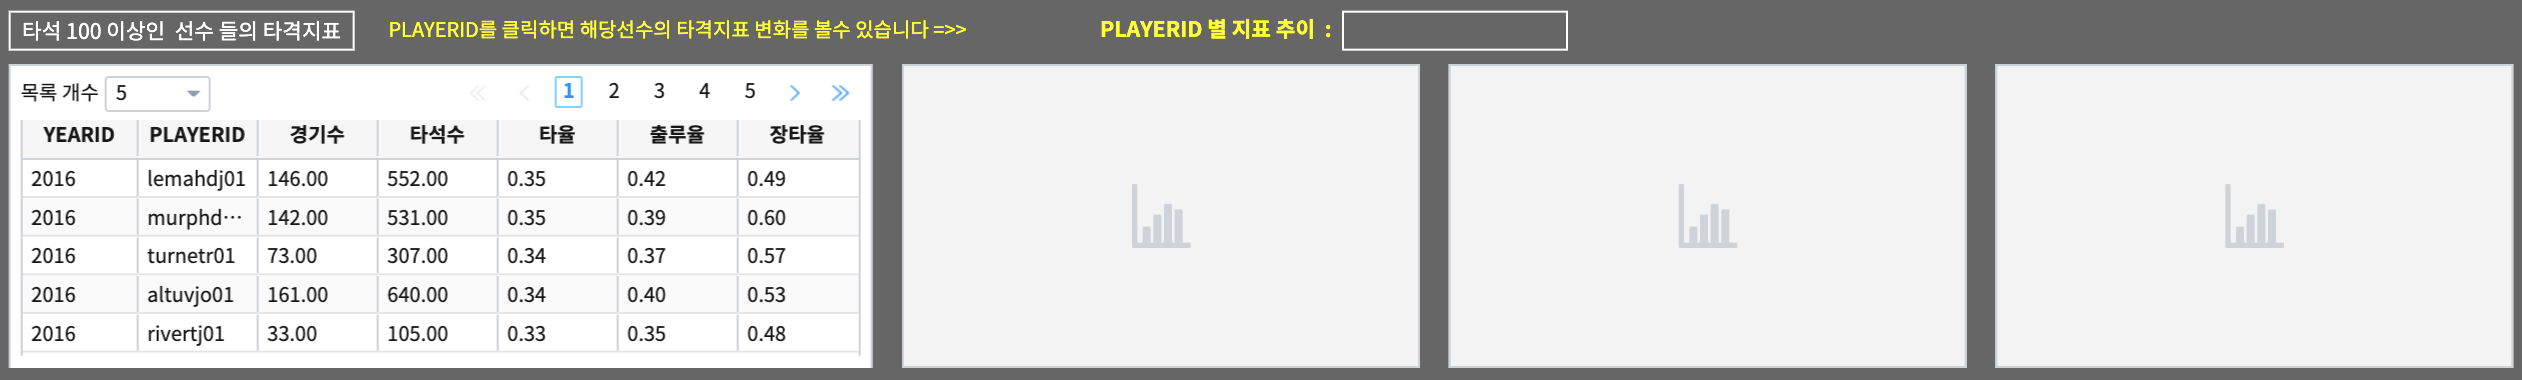 타석 100 이상인 선수 들의 타격지표 PLAYERID를 클릭하면 해당선수의 타격지표 변화를 볼수 있습니다 =>> PLAYERID 별 지표 추이 :
목록 개수 5 1 2 3 4 5
YEARID PLAYERID 경기수 타석수 타율 출루율 장타율
2016 lemahdj01 146.00 552.00 0.35 0.42 0.49
2016 murphd… 142.00 531.00 0.35 0.39 0.60
2016 turnetr01 73.00 307.00 0.34 0.37 0.57
2016 altuvjo01 161.00 640.00 0.34 0.40 0.53
2016 rivertj01 33.00 105.00 0.33 0.35 0.48